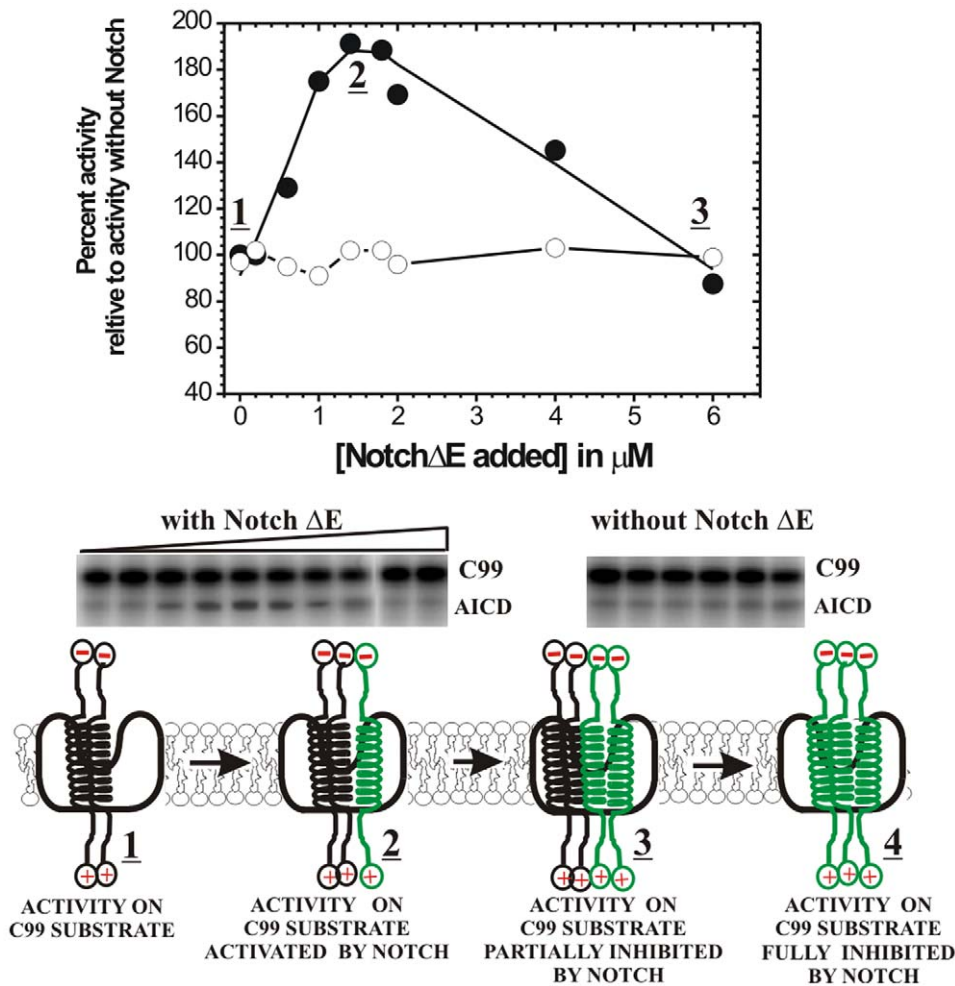 Percent activity
reltive to activity without Notch
200
180
160
140
120
100
80
60
40
1
2
3
0
1
2
3
4
5
6
[NotchΔE added] in μM
with Notch ΔE
without Notch ΔE
C99
AICD
C99
AICD
1
2
3
4
ACTIVITY ON
C99 SUBSTRATE
ACTIVITY ON
C99 SUBSTRATE
ACTIVATED BY NOTCH
ACTIVITY ON
C99 SUBSTRATE
PARTIALLY INHIBITED
BY NOTCH
ACTIVITY ON
C99 SUBSTRATE
FULLY INHIBITED
BY NOTCH